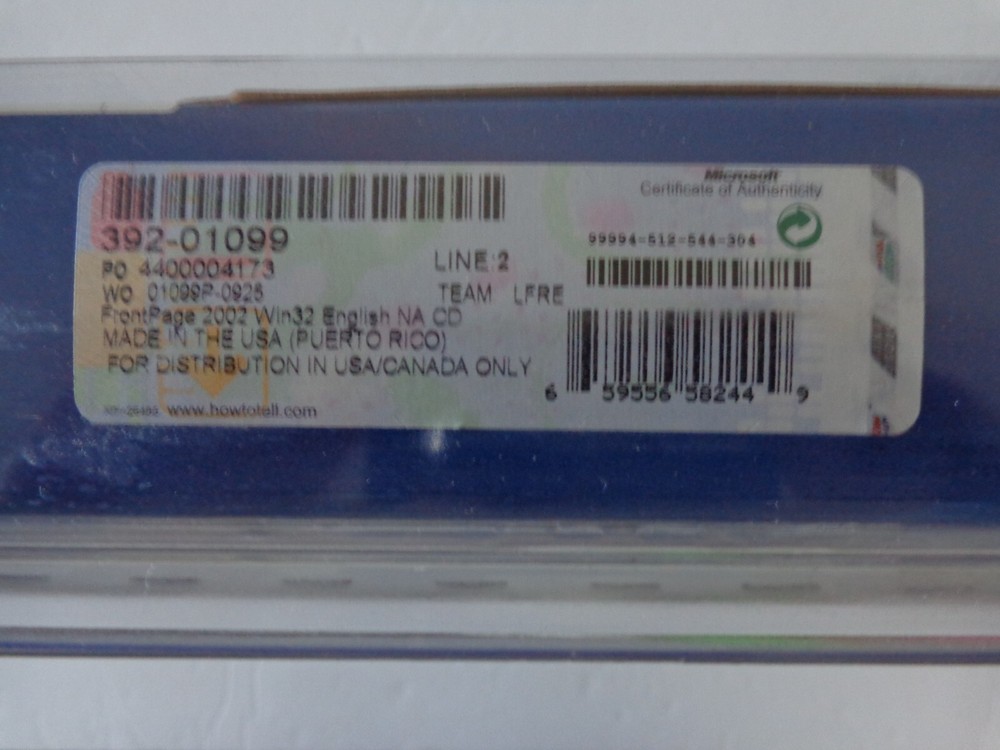 392-01099
PO 4400004173
WO 01099P-0925
LINE:2
TEAM LFRE
FrontPage 2002 Win32 English NA CD
MADE IN THE USA (PUERTO RICO)
FOR DISTRIBUTION IN USA/CANADA ONLY
www.howtotell.com
Microsoft
Certificate of Authenticity
99994-512-544-304
6 59556 58244 9